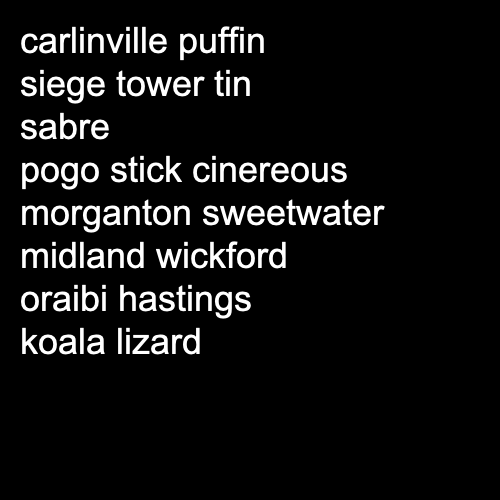 carlinville puffin
siege tower tin
sabre
pogo stick cinereous
morganton sweetwater
midland wickford
oraibi hastings
koala lizard